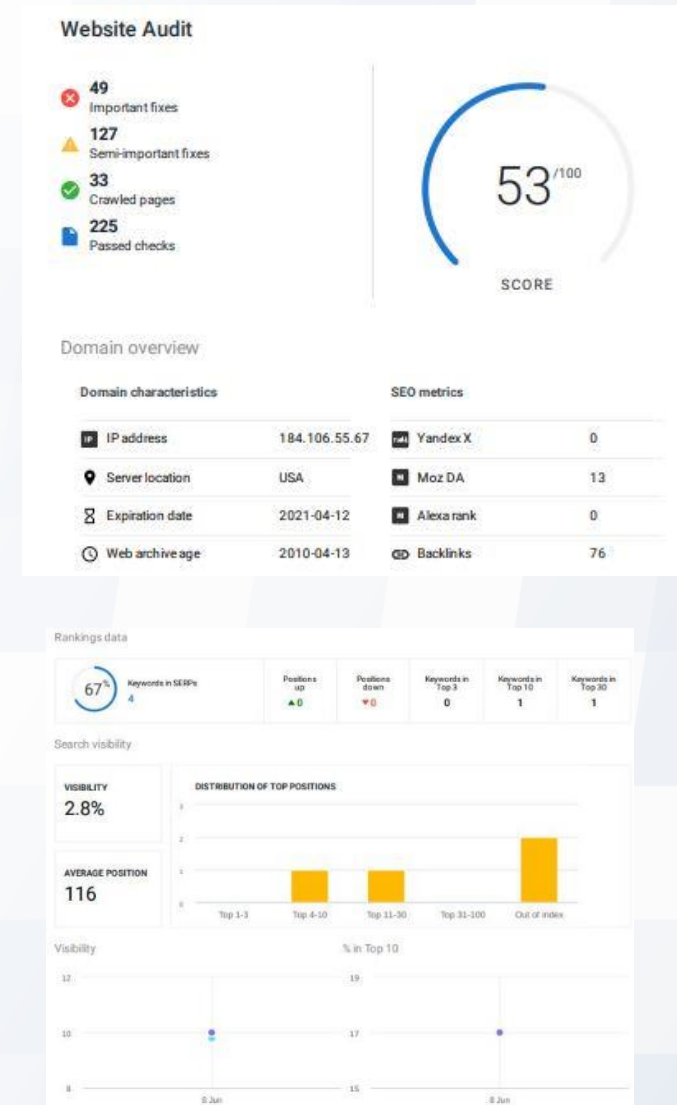 Website Audit
49
Important fixes
127
Semi-important fixes
33
Crawled pages
225
Passed checks
53/100
SCORE
Domain overview
Domain characteristics
IP IP address 184.106.55.67
Server location USA
Expiration date 2021-04-12
Web archive age 2010-04-13
SEO metrics
Yandex X 0
Moz DA 13
Alexa rank 0
Backlinks 76
Rankings data
67%
Keywords in SERPs
4
Positions
up
▲0
Positions
down
▼0
Keywords in
Top 3
0
Keywords in
Top 10
1
Keywords in
Top 30
1
Search visibility
VISIBILITY
2.8%
AVERAGE POSITION
116
DISTRIBUTION OF TOP POSITIONS
3
2
1
0
Top 1-3 Top 4-10 Top 11-30 Top 31-100 Out of index
Visibility
12
10
8
8 Jun
% in Top 10
19
17
15
8 Jun